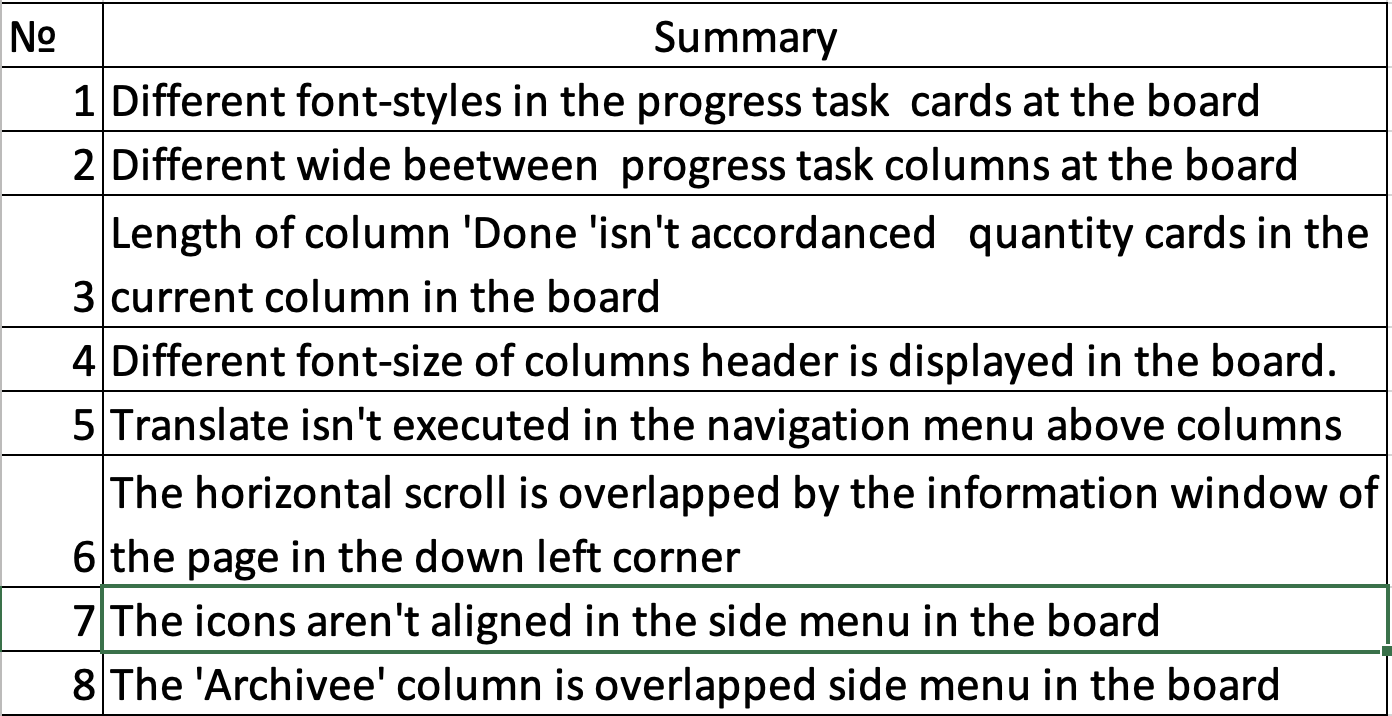 № Summary
1 Different font-styles in the progress task  cards at the board
2 Different wide beetween  progress task columns at the board
Length of column 'Done 'isn't accordanced   quantity cards in the
3 current column in the board
4 Different font-size of columns header is displayed in the board.
5 Translate isn't executed in the navigation menu above columns
The horizontal scroll is overlapped by the information window of
6 the page in the down left corner
7 The icons aren't aligned in the side menu in the board
8 The 'Archivee' column is overlapped side menu in the board